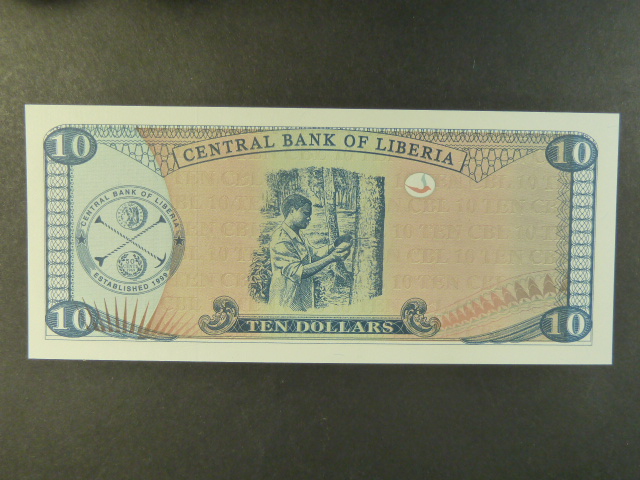 10
10
CENTRAL BANK OF LIBERIA
CENTRAL BANK OF LIBERIA
ESTABLISHED 1999
10
TEN DOLLARS
10